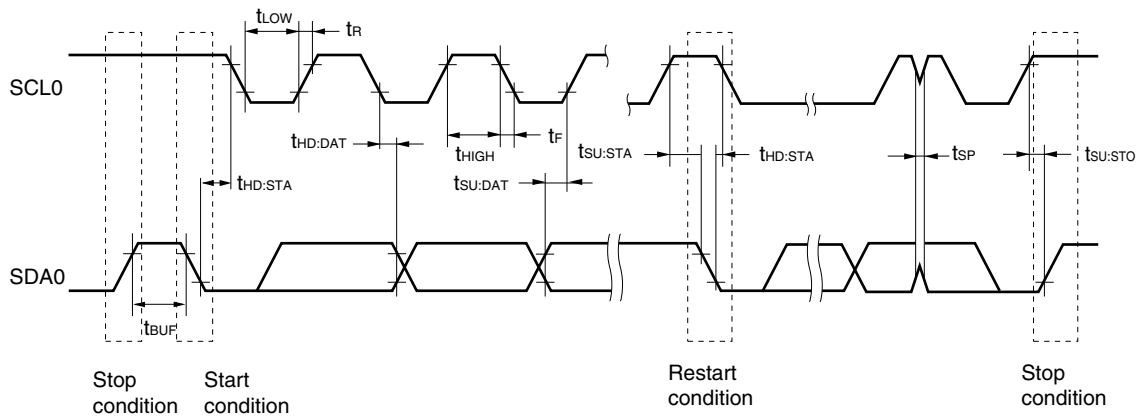 tLOW
tR
SCL0
tHD:DAT
tHIGH
tF
tSU:STA
tHD:STA
tSP
tSU:STO
tHD:STA
tSU:DAT
SDA0
tBUF
Stop
condition
Start
condition
Restart
condition
Stop
condition